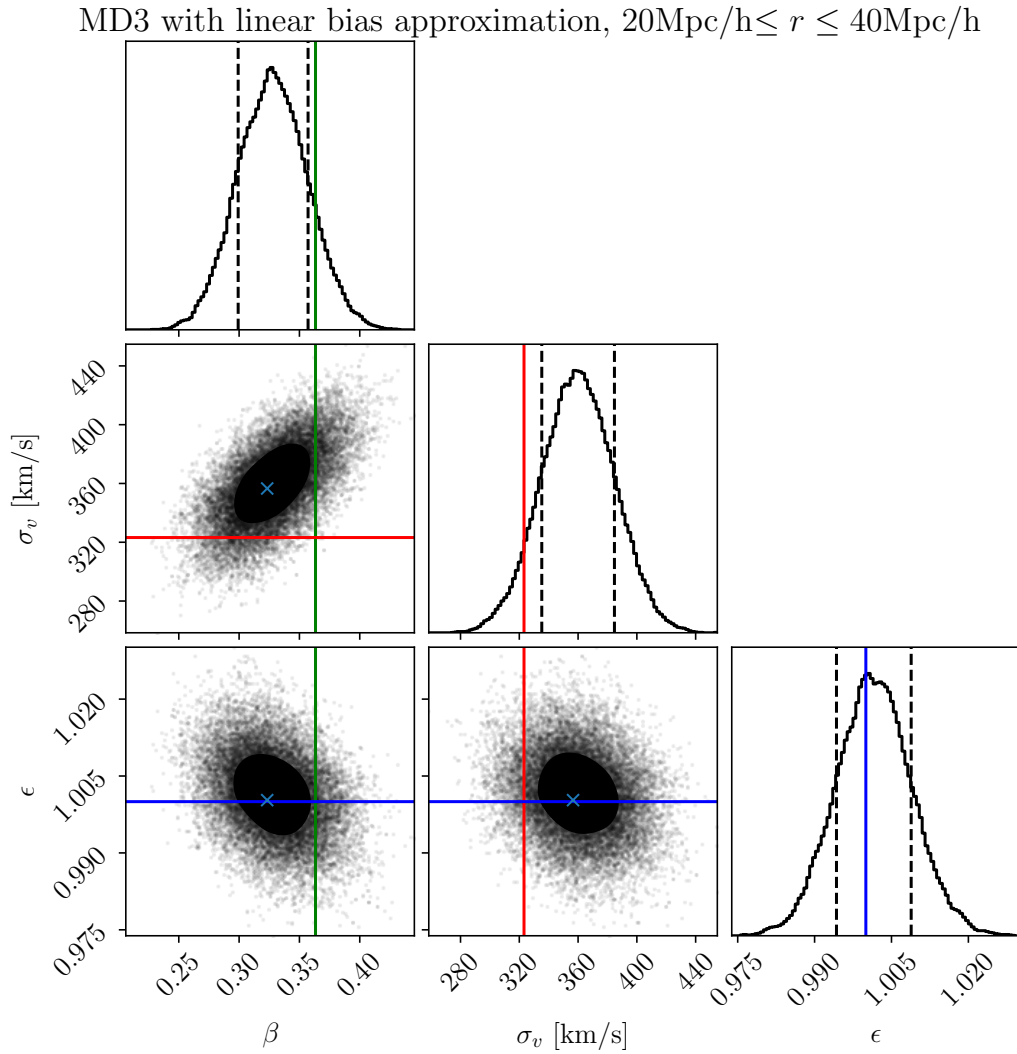 MD3 with linear bias approximation, 20Mpc/h≤ r ≤ 40Mpc/h
440
400
360
320
280
σ_v [km/s]
1.020
1.005
0.990
0.975
ϵ
0.25 0.30 0.35 0.40
β
280 320 360 400 440
σ_v [km/s]
0.975 0.990 1.005 1.020
ϵ